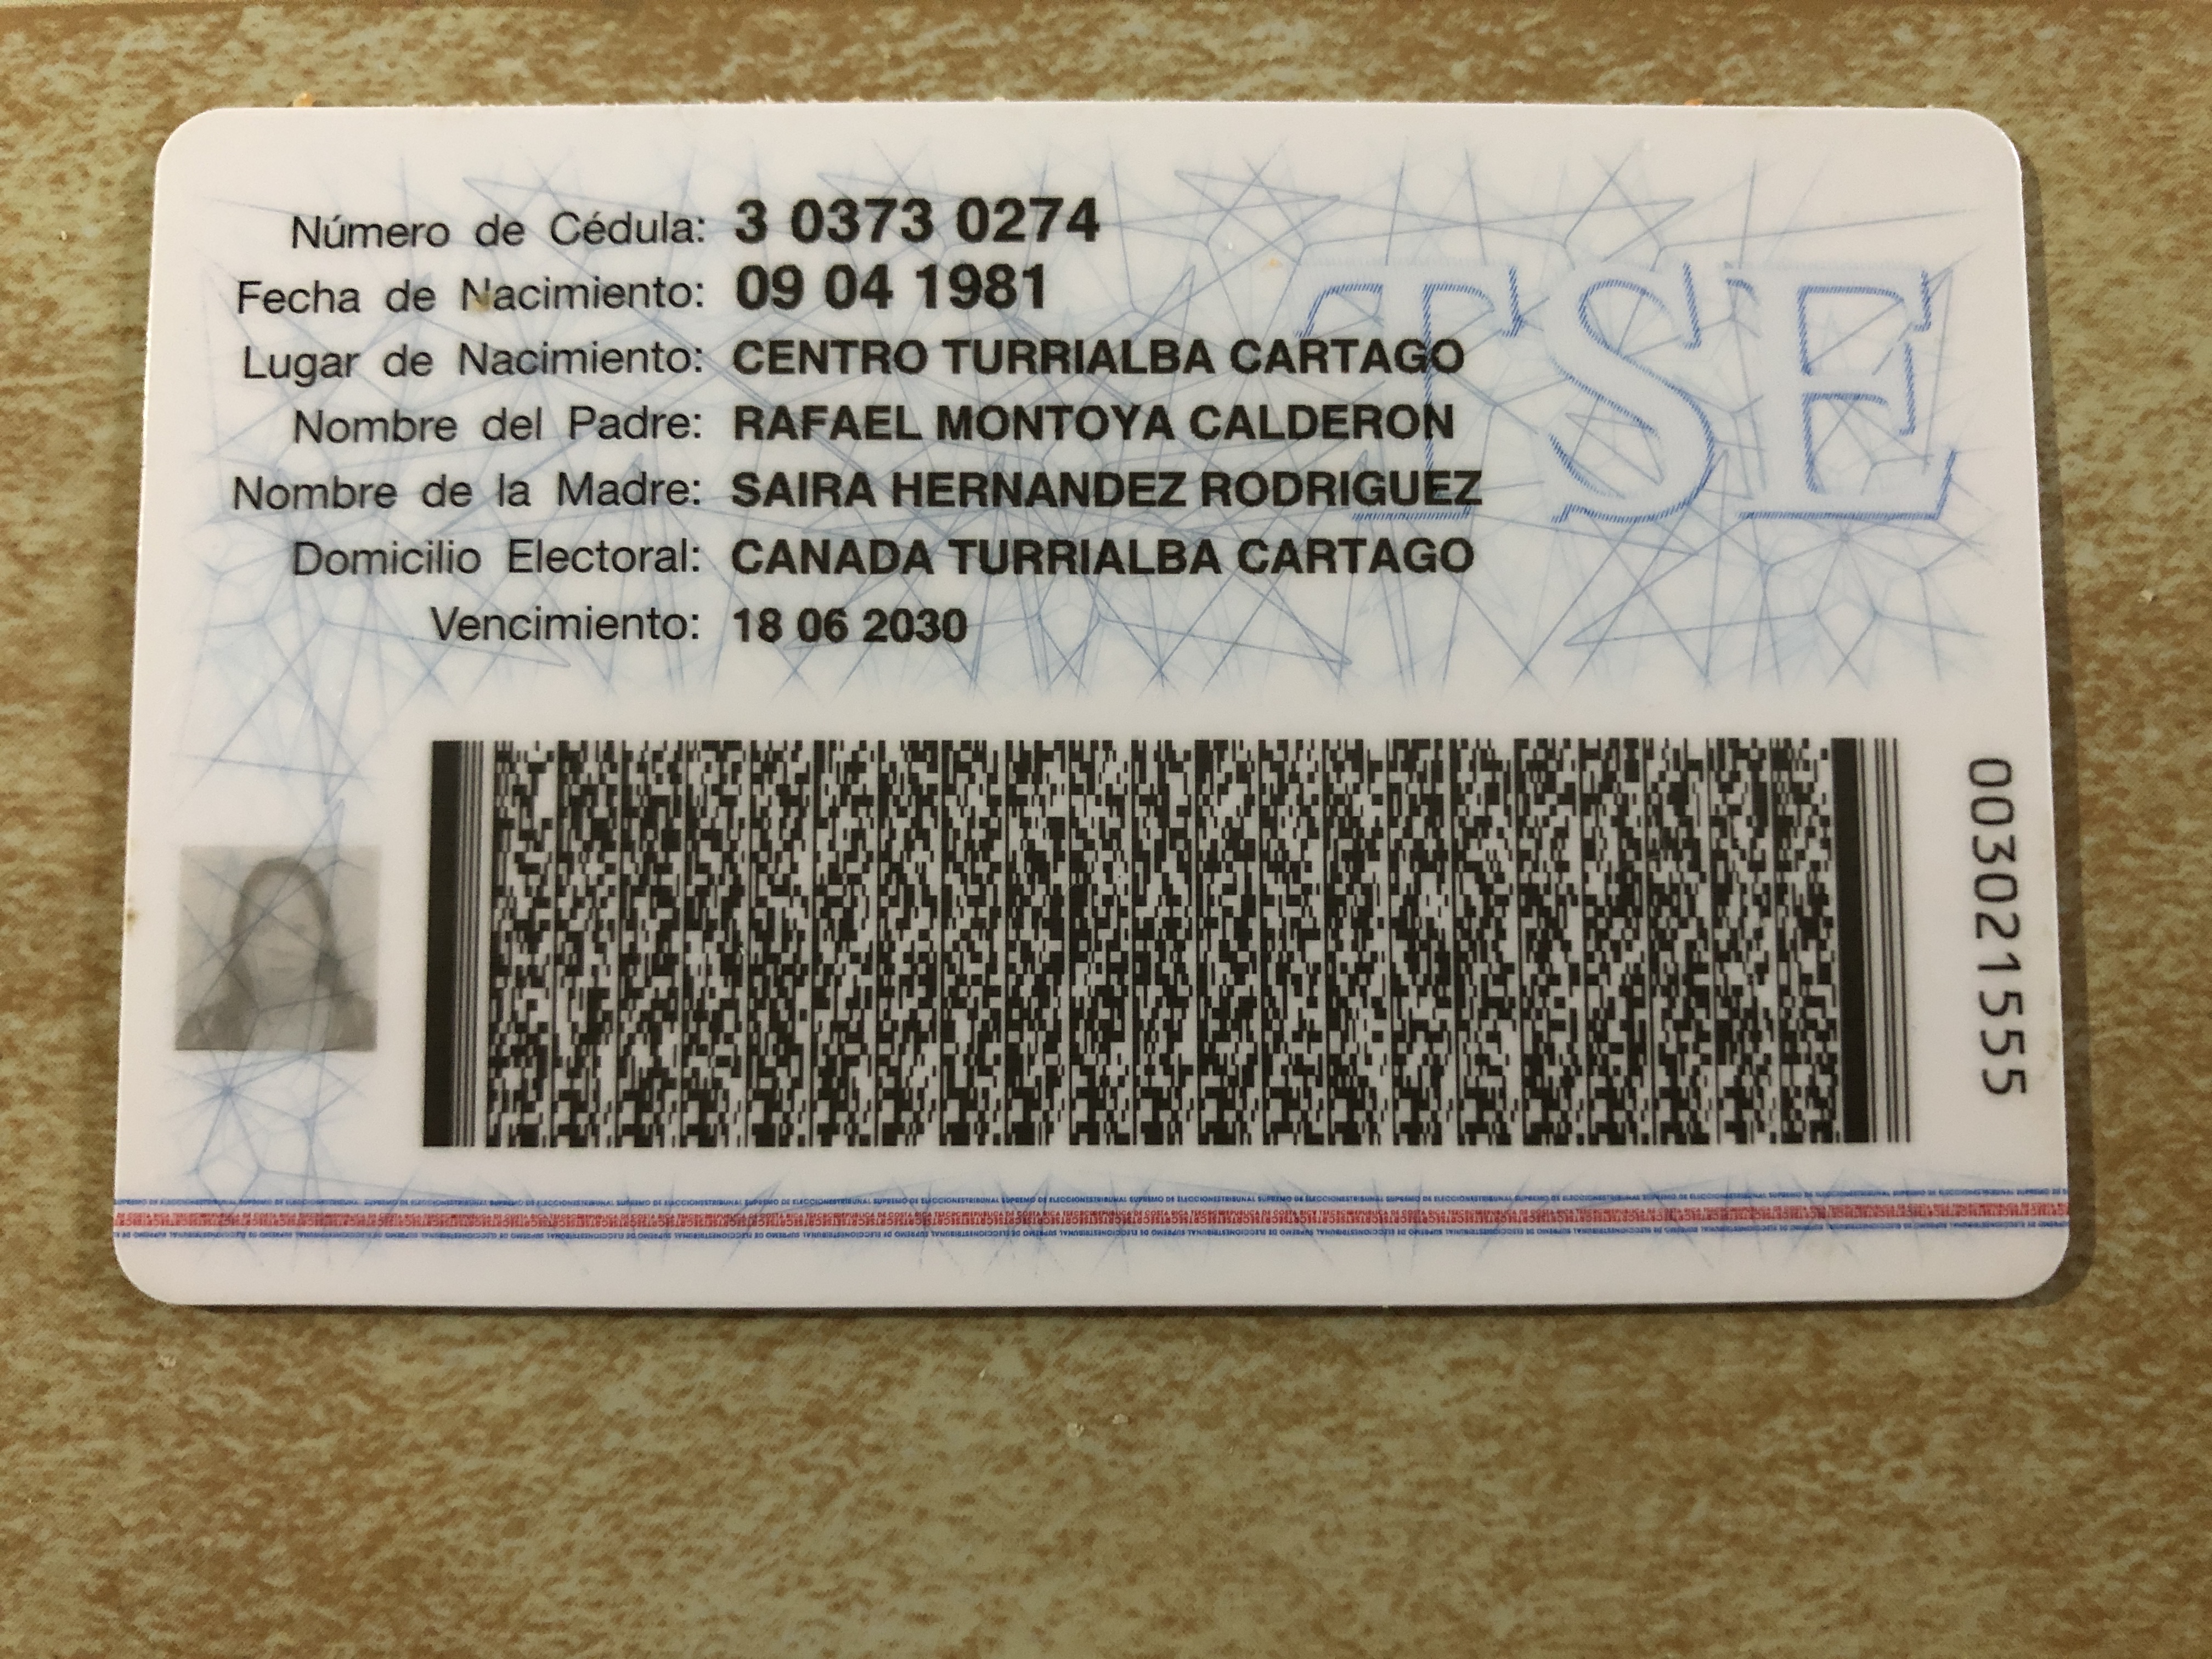 Número de Cédula: 3 0373 0274
Fecha de Nacimiento: 09 04 1981
Lugar de Nacimiento: CENTRO TURRIALBA CARTAGO
Nombre del Padre: RAFAEL MONTOYA CALDERON
Nombre de la Madre: SAIRA HERNANDEZ RODRIGUEZ
Domicilio Electoral: CANADA TURRIALBA CARTAGO
Vencimiento: 18 06 2030
TSE
003021555